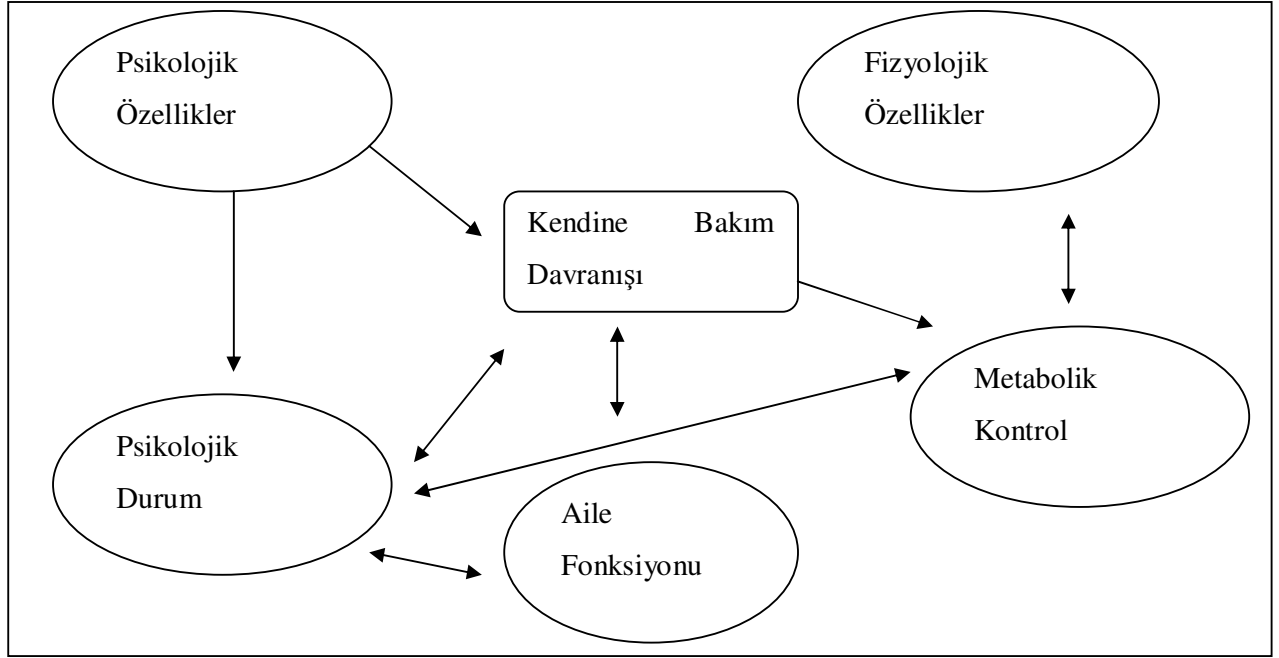 Psikolojik
Özellikler
Fizyolojik
Özellikler
Kendine Bakım
Davranışı
Metabolik
Kontrol
Psikolojik
Durum
Aile
Fonksiyonu